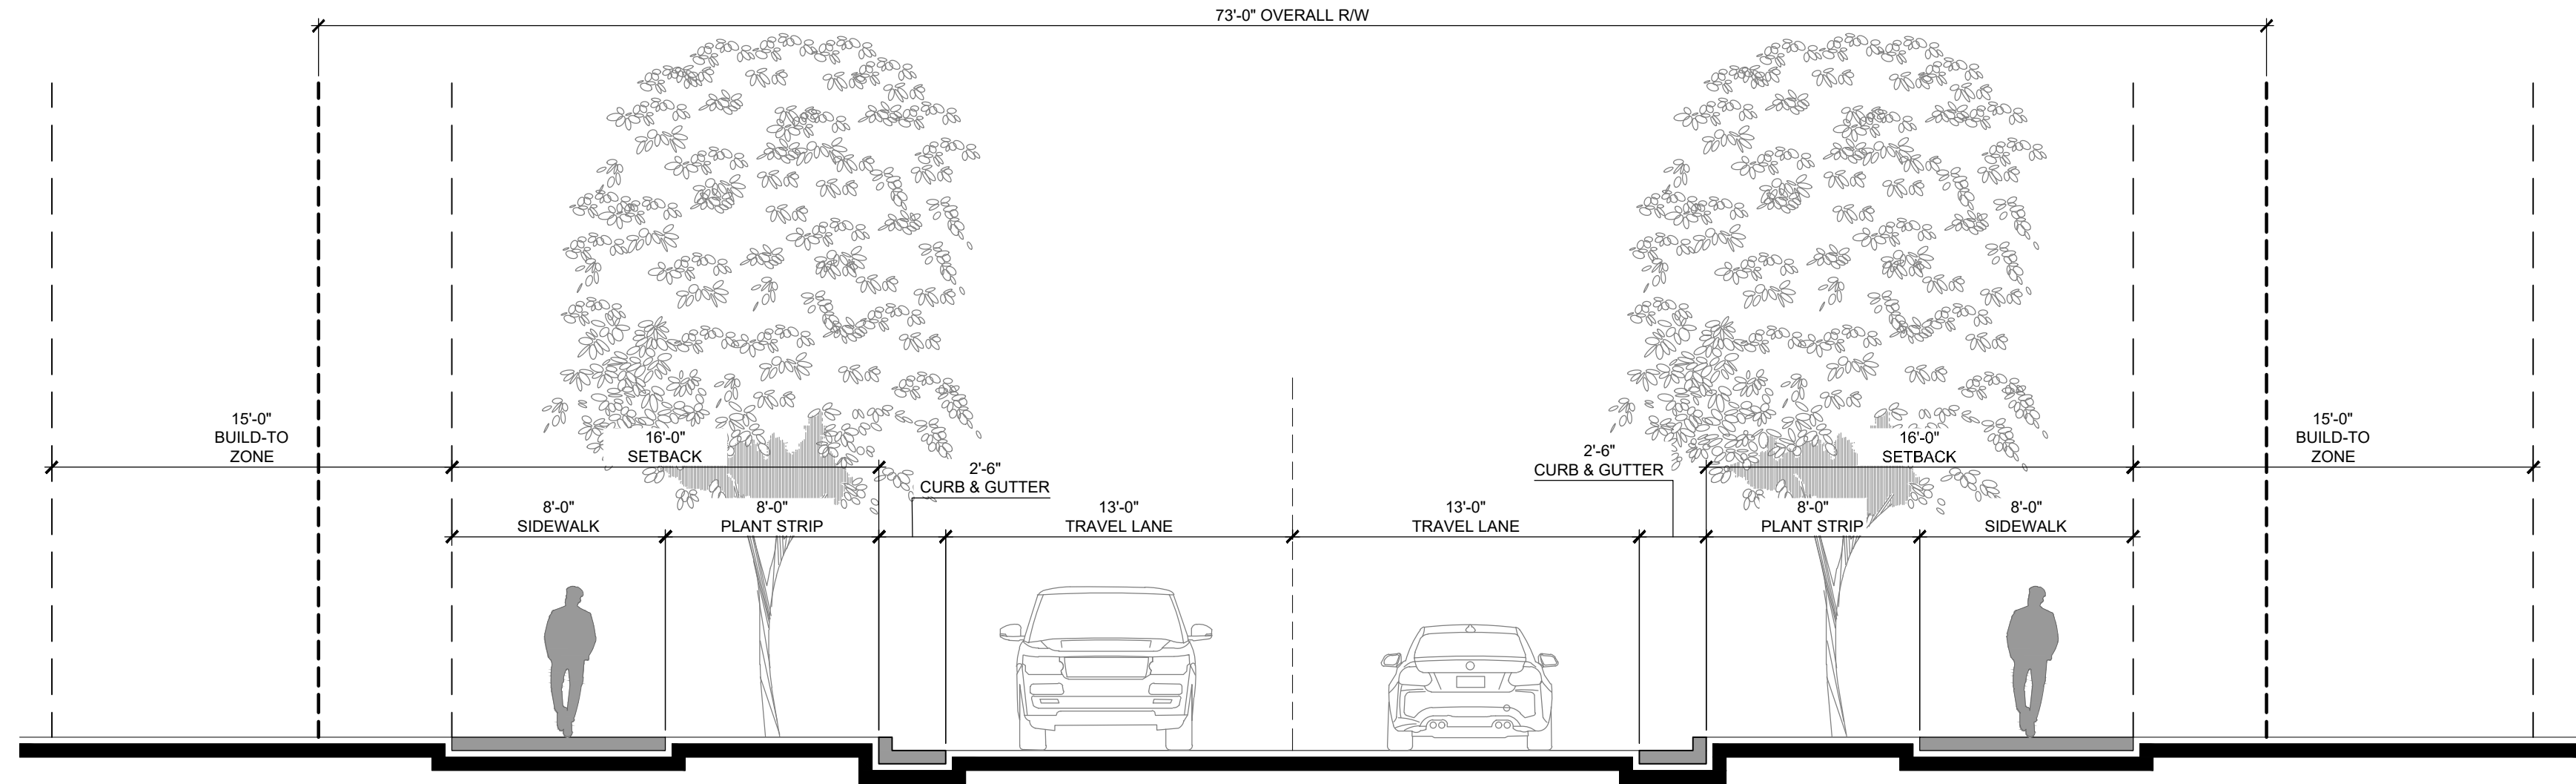 73'-0" OVERALL R/W
15'-0"
BUILD-TO
ZONE
16'-0"
SETBACK
2'-6"
CURB & GUTTER
2'-6"
CURB & GUTTER
16'-0"
SETBACK
15'-0"
BUILD-TO
ZONE
8'-0"
SIDEWALK
8'-0"
PLANT STRIP
13'-0"
TRAVEL LANE
13'-0"
TRAVEL LANE
8'-0"
PLANT STRIP
8'-0"
SIDEWALK